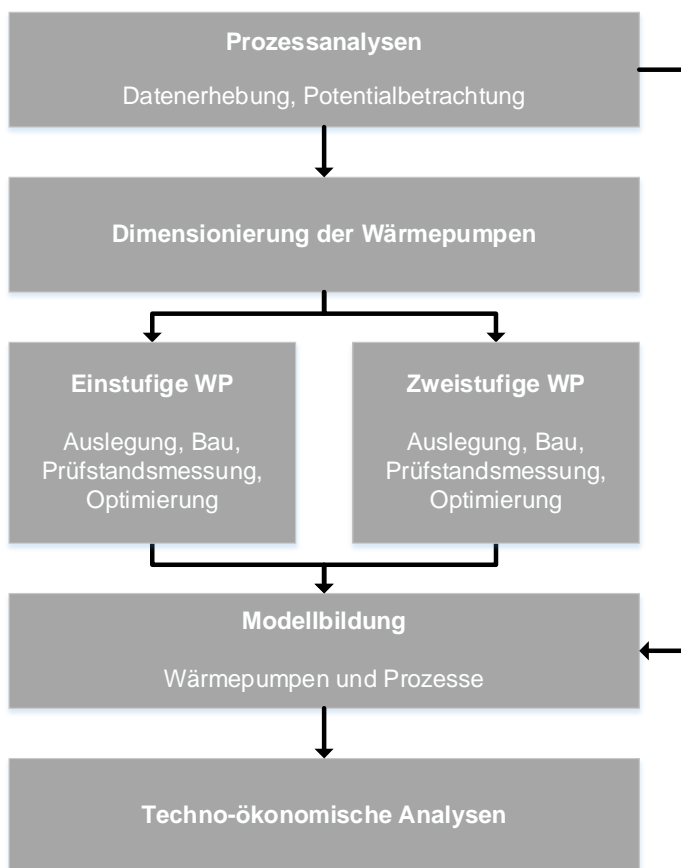 Prozessanalysen
Datenerhebung, Potentialbetrachtung
Dimensionierung der Wärmepumpen
Einstufige WP
Auslegung, Bau,
Prüfstandsmessung,
Optimierung
Zweistufige WP
Auslegung, Bau,
Prüfstandsmessung,
Optimierung
Modellbildung
Wärmepumpen und Prozesse
Techno-ökonomische Analysen